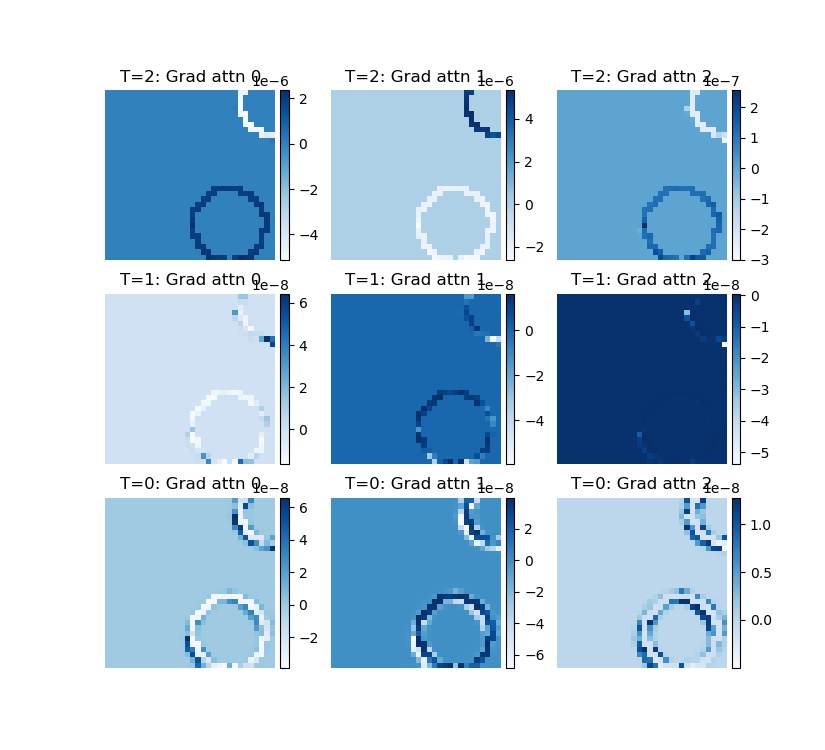 T=2: Grad attn 0
1e−6
2
0
−2
−4
T=2: Grad attn 1
1e−6
4
2
0
−2
T=2: Grad attn 2
1e−7
2
1
0
−1
−2
−3
T=1: Grad attn 0
1e−8
6
4
2
0
T=1: Grad attn 1
1e−8
0
−2
−4
T=1: Grad attn 2
1e−8
0
−1
−2
−3
−4
−5
T=0: Grad attn 0
1e−8
6
4
2
0
−2
T=0: Grad attn 1
1e−8
2
0
−2
−4
−6
T=0: Grad attn 2
1e−8
1.0
0.5
0.0